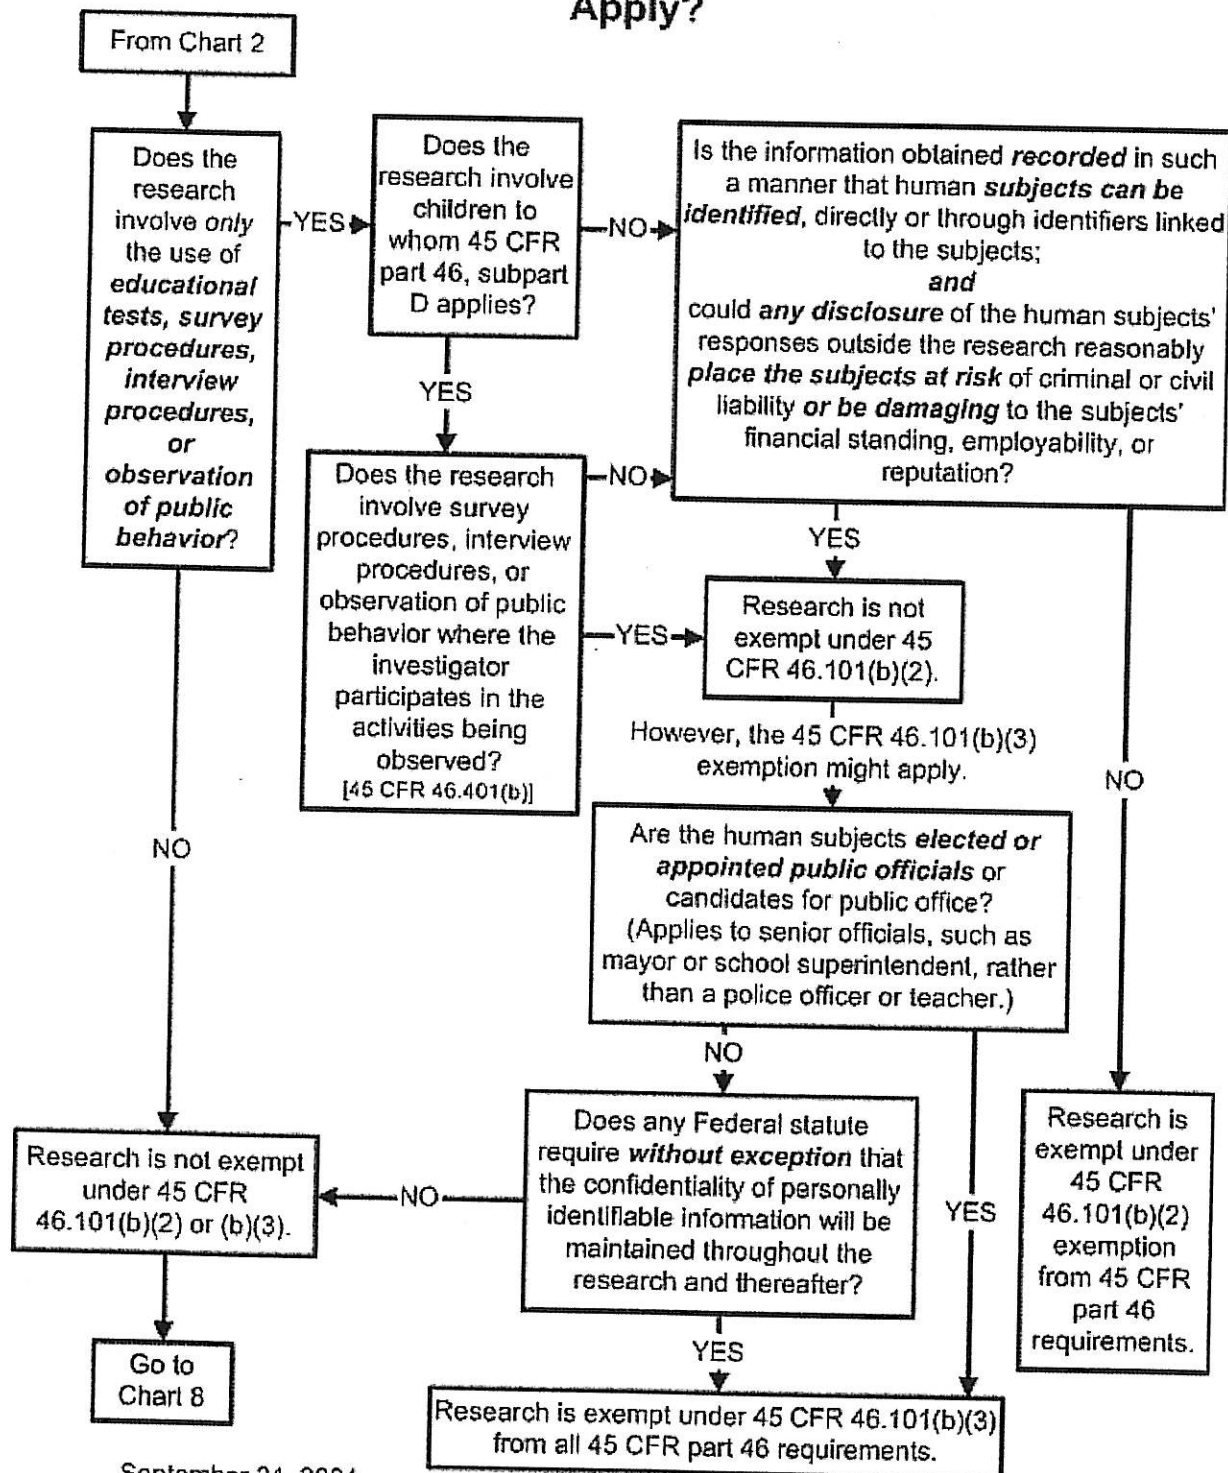 Apply?
From Chart 2
Does the
research
involve only
the use of
educational
tests, survey
procedures,
interview
procedures,
or
observation
of public
behavior?
YES
Does the
research involve
children to
whom 45 CFR
part 46, subpart
D applies?
NO
Is the information obtained recorded in such
a manner that human subjects can be
identified, directly or through identifiers linked
to the subjects;
and
could any disclosure of the human subjects'
responses outside the research reasonably
place the subjects at risk of criminal or civil
liability or be damaging to the subjects'
financial standing, employability, or
reputation?
YES
Does the research
involve survey
procedures, interview
procedures, or
observation of public
behavior where the
investigator
participates in the
activities being
observed?
[45 CFR 46.401(b)]
NO
YES
YES
Research is not
exempt under 45
CFR 46.101(b)(2).
However, the 45 CFR 46.101(b)(3)
exemption might apply.
NO
NO
Are the human subjects elected or
appointed public officials or
candidates for public office?
(Applies to senior officials, such as
mayor or school superintendent, rather
than a police officer or teacher.)
NO
YES
Does any Federal statute
require without exception that
the confidentiality of personally
identifiable information will be
maintained throughout the
research and thereafter?
NO
Research is not exempt
under 45 CFR
46.101(b)(2) or (b)(3).
Research is
exempt under
45 CFR
46.101(b)(2)
exemption
from 45 CFR
part 46
requirements.
YES
Go to
Chart 8
Research is exempt under 45 CFR 46.101(b)(3)
from all 45 CFR part 46 requirements.
September 24, 2004